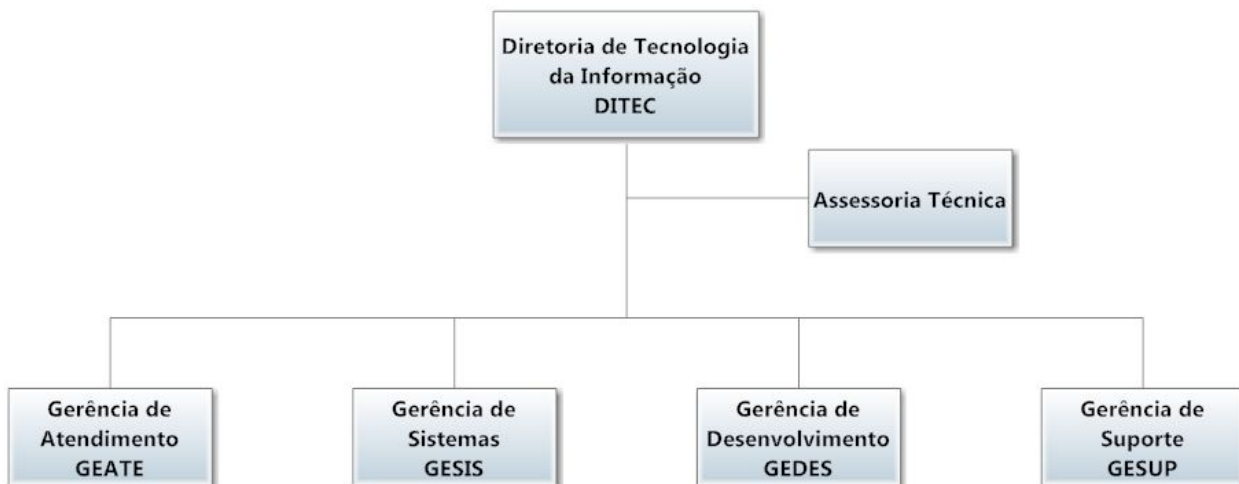 Diretoria de Tecnologia
da Informação
DITEC
Assessoria Técnica
Gerência de
Atendimento
GEATE
Gerência de
Sistemas
GESIS
Gerência de
Desenvolvimento
GEDES
Gerência de
Suporte
GESUP